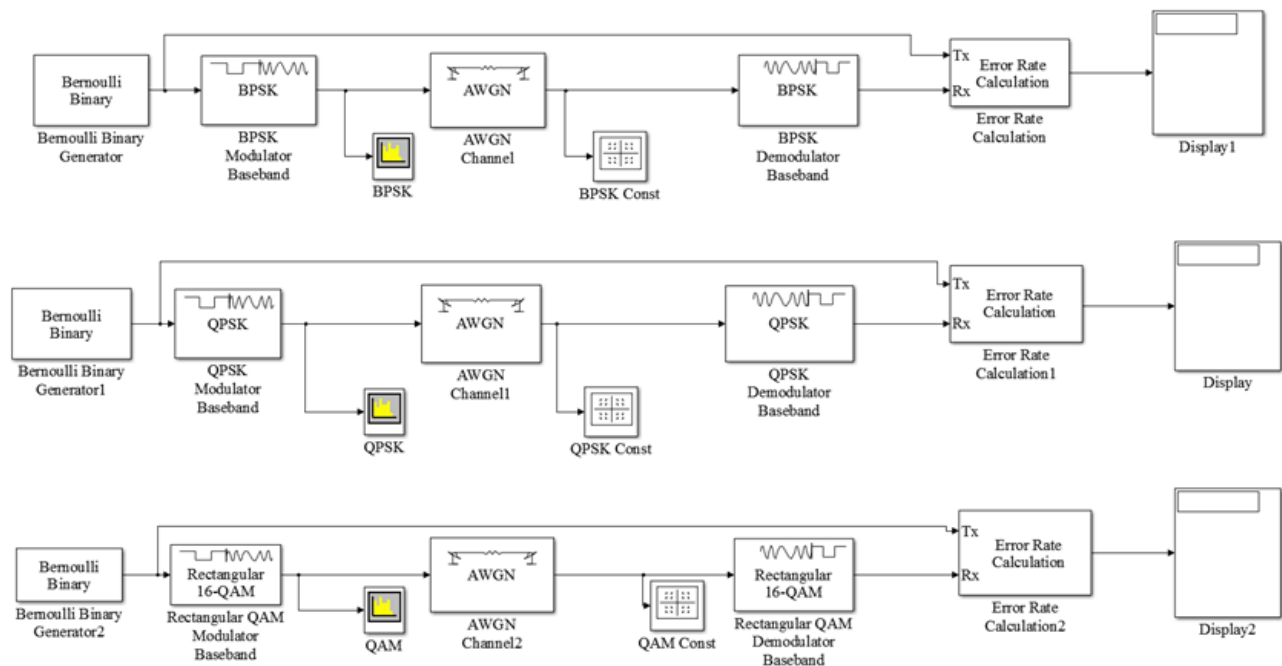 Bernoulli
Binary
Bernoulli Binary
Generator
BPSK
BPSK
Modulator
Baseband
BPSK
AWGN
AWGN
Channel
BPSK Const
BPSK
BPSK
Demodulator
Baseband
Tx
Rx
Error Rate
Calculation
Error Rate
Calculation
Display1
Bernoulli
Binary
Bernoulli Binary
Generator1
QPSK
QPSK
Modulator
Baseband
QPSK
AWGN
AWGN
Channel1
QPSK Const
QPSK
QPSK
Demodulator
Baseband
Tx
Rx
Error Rate
Calculation
Error Rate
Calculation1
Display
Bernoulli
Binary
Bernoulli Binary
Generator2
Rectangular
16-QAM
Rectangular QAM
Modulator
Baseband
QAM
AWGN
AWGN
Channel2
QAM Const
Rectangular
16-QAM
Rectangular QAM
Demodulator
Baseband
Tx
Rx
Error Rate
Calculation
Error Rate
Calculation2
Display2